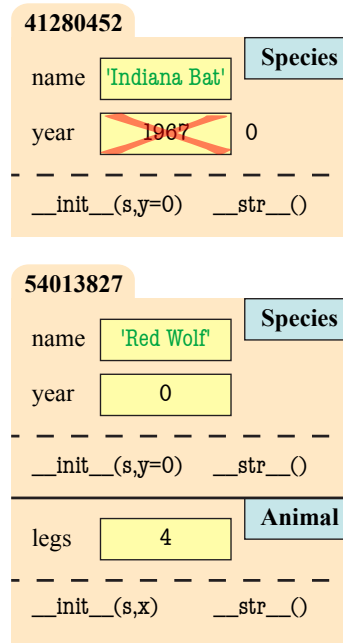 41280452
Species
name 'Indiana Bat'
year 1967 0
__init__(s,y=0) __str__()
54013827
Species
name 'Red Wolf'
year 0
__init__(s,y=0) __str__()
Animal
legs 4
__init__(s,x) __str__()